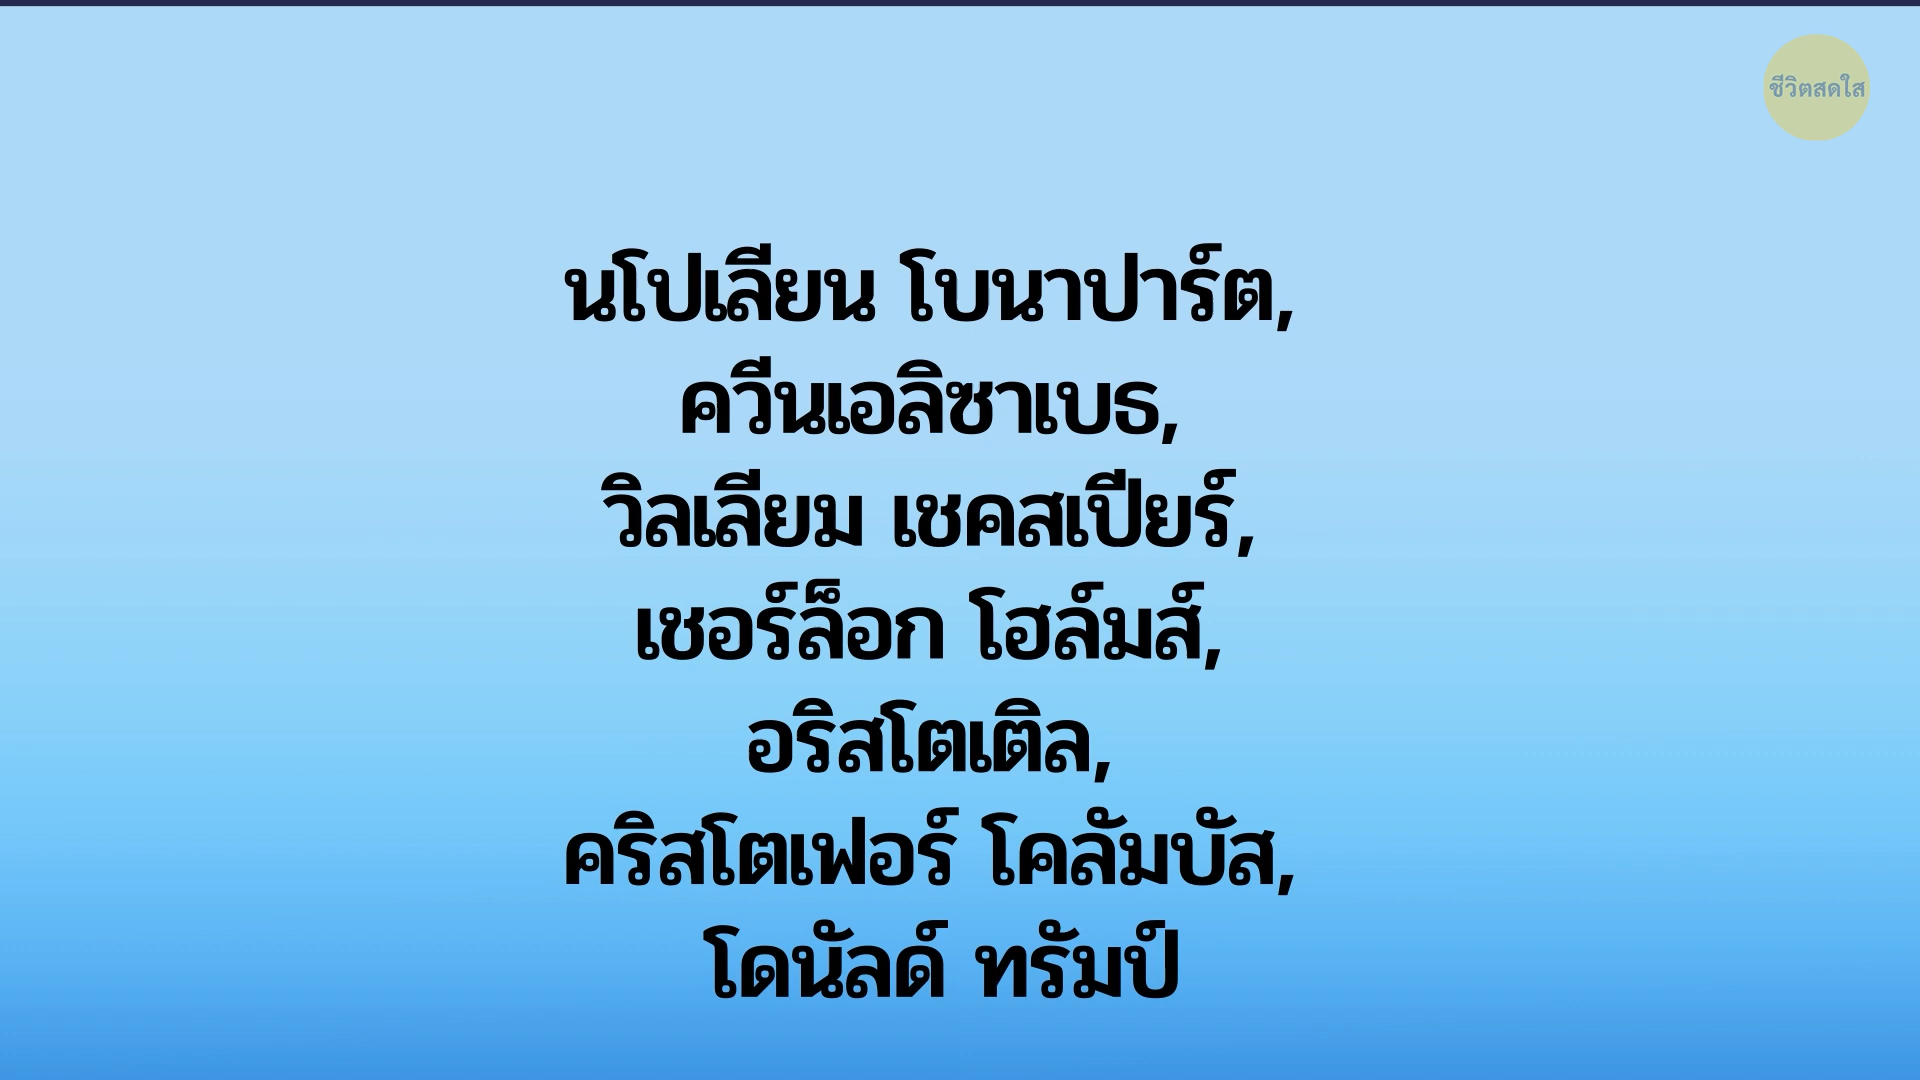 ชีวิตสดใส
นโปเลียน โบนาปาร์ต,
ควีนเอลิซาเบธ,
วิลเลียม เชคสเปียร์,
เชอร์ล็อก โฮล์มส์,
อริสโตเติล,
คริสโตเฟอร์ โคลัมบัส,
โดนัลด์ ทรัมป์